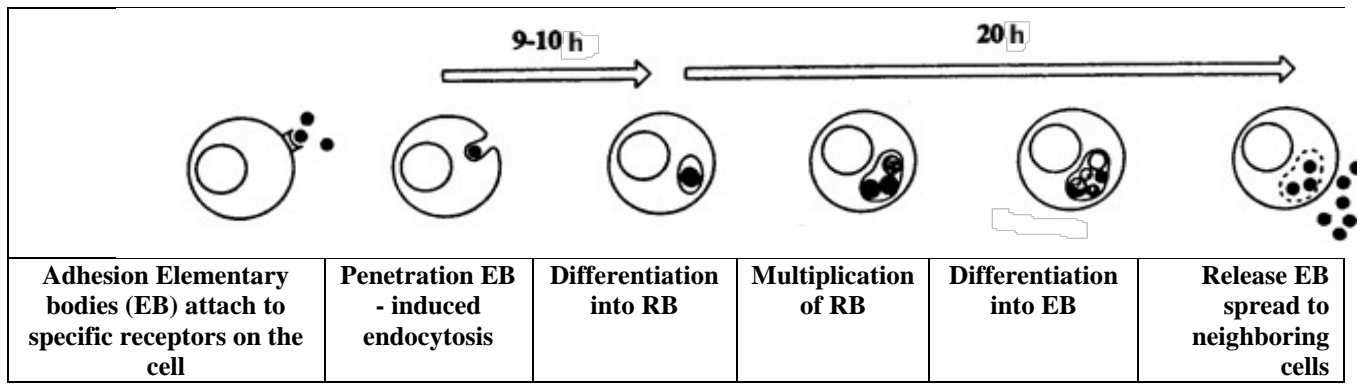 9-10 h
20 h
Adhesion Elementary
bodies (EB) attach to
specific receptors on the
cell
Penetration EB
- induced
endocytosis
Differentiation
into RB
Multiplication
of RB
Differentiation
into EB
Release EB
spread to
neighboring
cells